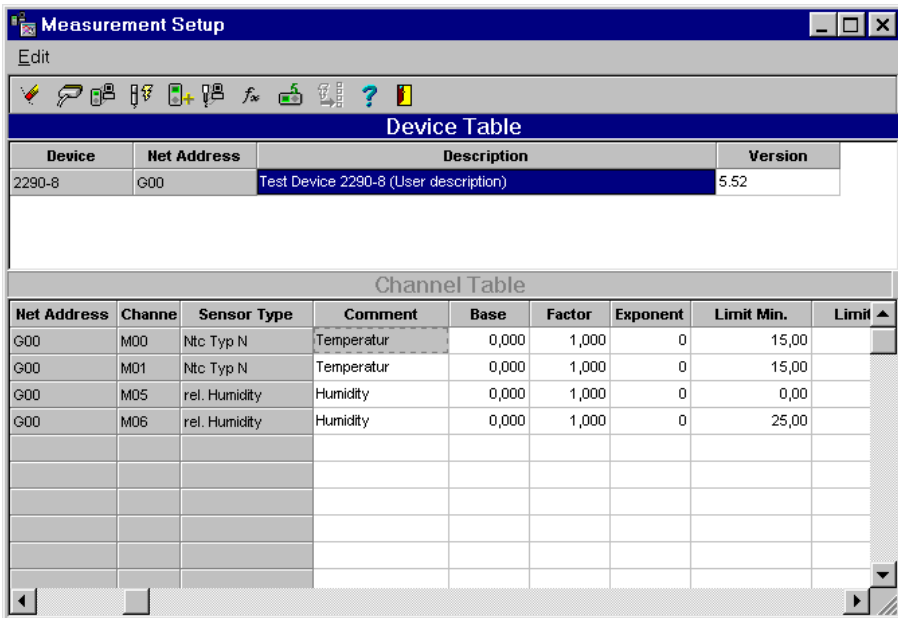 Measurement Setup
Edit
Device Table
Device Net Address Description Version
2290-8 G00 Test Device 2290-8 (User description) 5.52
Channel Table
Net Address Channe Sensor Type Comment Base Factor Exponent Limit Min. Limit
G00 M00 Ntc Typ N Temperatur 0,000 1,000 0 15,00
G00 M01 Ntc Typ N Temperatur 0,000 1,000 0 15,00
G00 M05 rel. Humidity Humidity 0,000 1,000 0 0,00
G00 M06 rel. Humidity Humidity 0,000 1,000 0 25,00